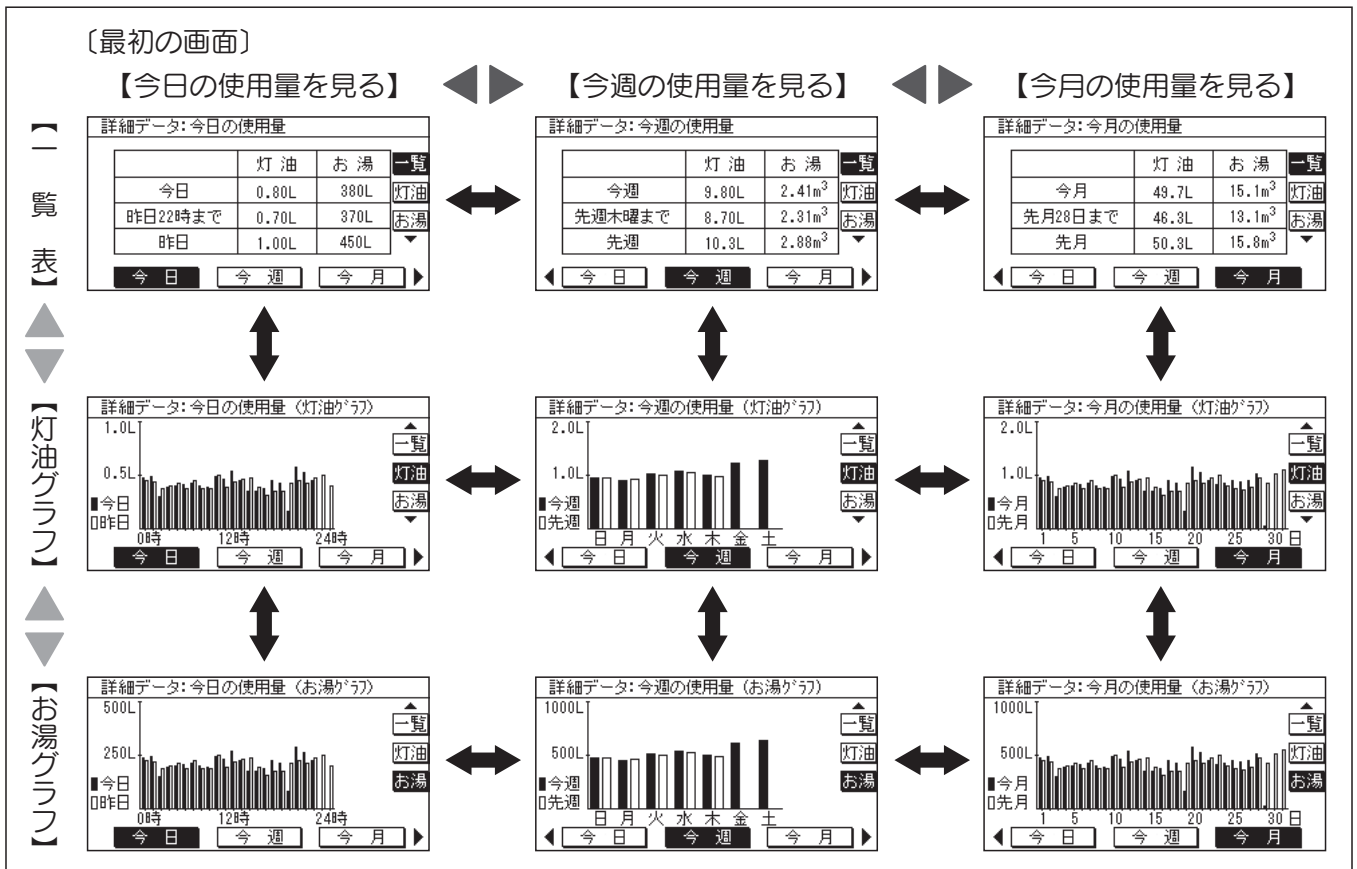 〔最初の画面〕
【今日の使用量を見る】 ◀▶ 【今週の使用量を見る】 ◀▶ 【今月の使用量を見る】
【一覧表】
詳細データ:今日の使用量
灯油 お湯 一覧
今日 0.80L 380L 灯油
昨日22時まで 0.70L 370L お湯
昨日 1.00L 450L ▼
今日 今週 今月 ▶
詳細データ:今週の使用量
灯油 お湯 一覧
今週 9.80L 2.41m³ 灯油
先週木曜まで 8.70L 2.31m³ お湯
先週 10.3L 2.88m³ ▼
◀ 今日 今週 今月 ▶
詳細データ:今月の使用量
灯油 お湯 一覧
今月 49.7L 15.1m³ 灯油
先月28日まで 46.3L 13.1m³ お湯
先月 50.3L 15.8m³ ▼
◀ 今日 今週 今月
▲
▼
【灯油グラフ】
詳細データ:今日の使用量(灯油グラフ)
1.0L ▲
一覧
0.5L 灯油
▮今日 お湯
▯昨日 ▼
0時 12時 24時
今日 今週 今月 ▶
詳細データ:今週の使用量(灯油グラフ)
2.0L ▲
一覧
1.0L 灯油
▮今週 お湯
▯先週 ▼
日 月 火 水 木 金 土
◀ 今日 今週 今月 ▶
詳細データ:今月の使用量(灯油グラフ)
2.0L ▲
一覧
1.0L 灯油
▮今月 お湯
▯先月 ▼
1 5 10 15 20 25 30 日
◀ 今日 今週 今月
▲
▼
【お湯グラフ】
詳細データ:今日の使用量(お湯グラフ)
500L ▲
一覧
250L 灯油
▮今日 お湯
▯昨日
0時 12時 24時
今日 今週 今月 ▶
詳細データ:今週の使用量(お湯グラフ)
1000L ▲
一覧
500L 灯油
▮今週 お湯
▯先週
日 月 火 水 木 金 土
◀ 今日 今週 今月 ▶
詳細データ:今月の使用量(お湯グラフ)
1000L ▲
一覧
500L 灯油
▮今月 お湯
▯先月
1 5 10 15 20 25 30 日
◀ 今日 今週 今月